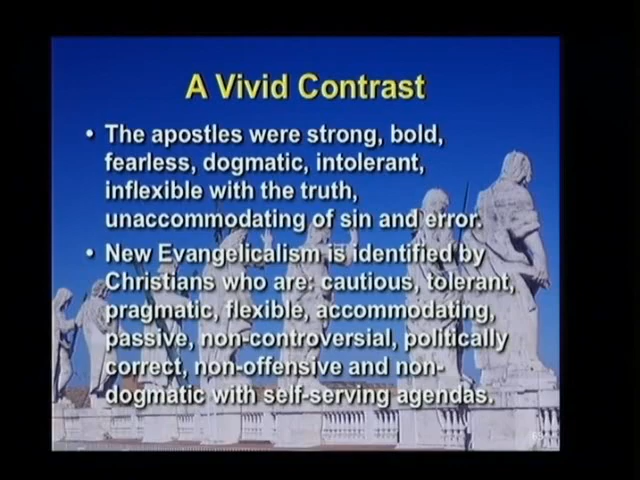 A Vivid Contrast
• The apostles were strong, bold,
fearless, dogmatic, intolerant,
inflexible with the truth,
unaccommodating of sin and error.
• New Evangelicalism is identified by
Christians who are: cautious, tolerant,
pragmatic, flexible, accommodating,
passive, non-controversial, politically
correct, non-offensive and non-
dogmatic with self-serving agendas.